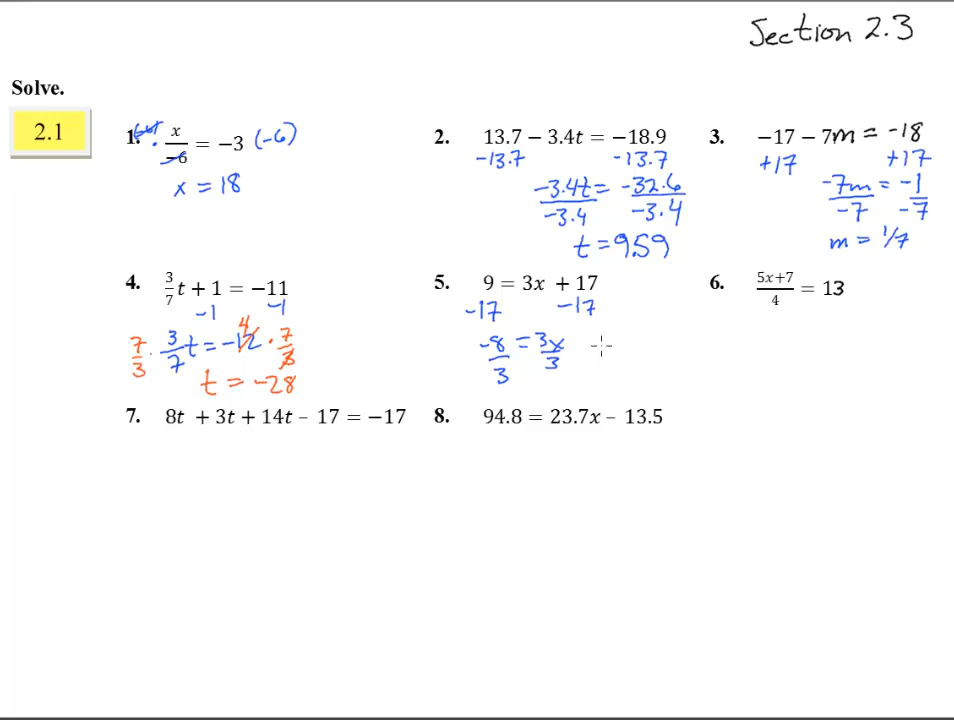 Section 2.3
Solve.
2.1
1. x/-6 = −3 (-6)
(-6) ·
x = 18
2. 13.7 − 3.4t = −18.9
-13.7 -13.7
-3.4t/-3.4 = -32.6/-3.4
t = 9.59
3. −17 − 7m = -18
+17 +17
-7m/-7 = -1/-7
m = 1/7
4. 3/7 t + 1 = −11
-1 -1
7/3 · 3/7 t = -12 · 7/3
4
t = -28
5. 9 = 3x + 17
-17 -17
-8/3 = 3x/3
6. 5x+7/4 = 13
7. 8t + 3t + 14t − 17 = −17
8. 94.8 = 23.7x − 13.5